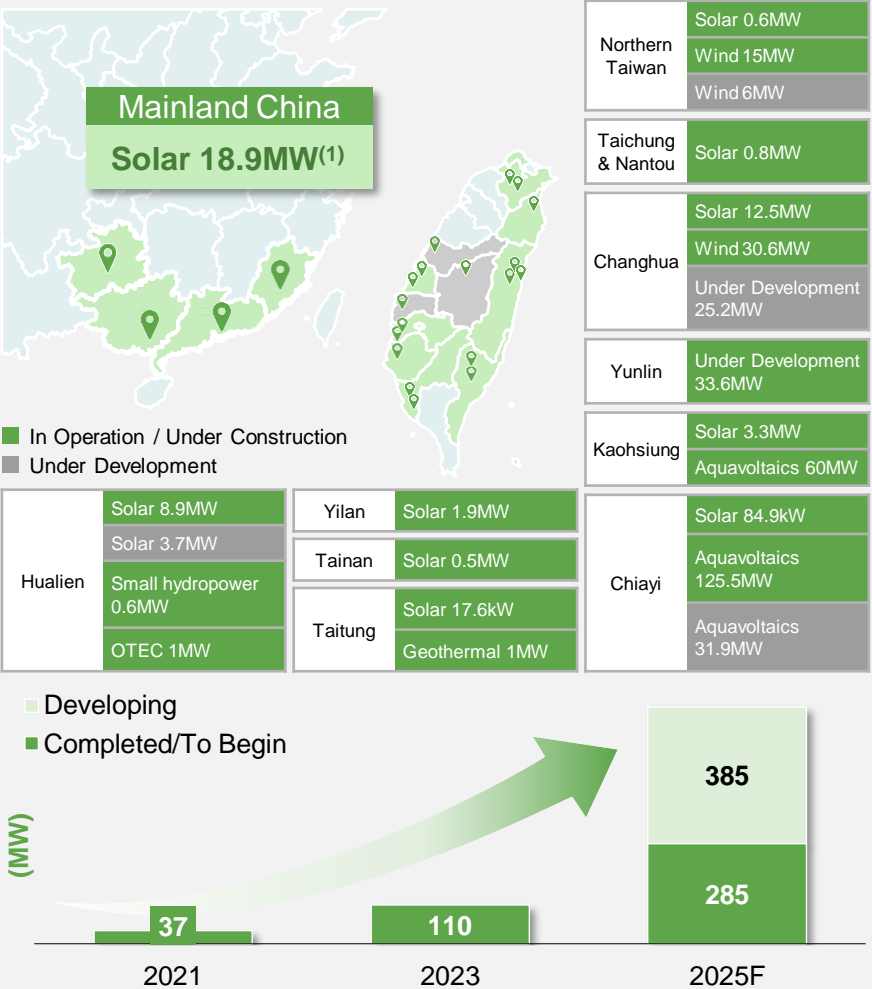 Mainland China
Solar 18.9MW(1)
In Operation / Under Construction
Under Development
Northern
Taiwan
Solar 0.6MW
Wind 15MW
Wind 6MW
Taichung
& Nantou
Solar 0.8MW
Changhua
Solar 12.5MW
Wind 30.6MW
Under Development
25.2MW
Yunlin
Under Development
33.6MW
Kaohsiung
Solar 3.3MW
Aquavoltaics 60MW
Chiayi
Solar 84.9kW
Aquavoltaics
125.5MW
Aquavoltaics
31.9MW
Hualien
Solar 8.9MW
Solar 3.7MW
Small hydropower
0.6MW
OTEC 1MW
Yilan
Solar 1.9MW
Tainan
Solar 0.5MW
Taitung
Solar 17.6kW
Geothermal 1MW
Developing
Completed/To Begin
(MW)
385
285
37
110
2021
2023
2025F